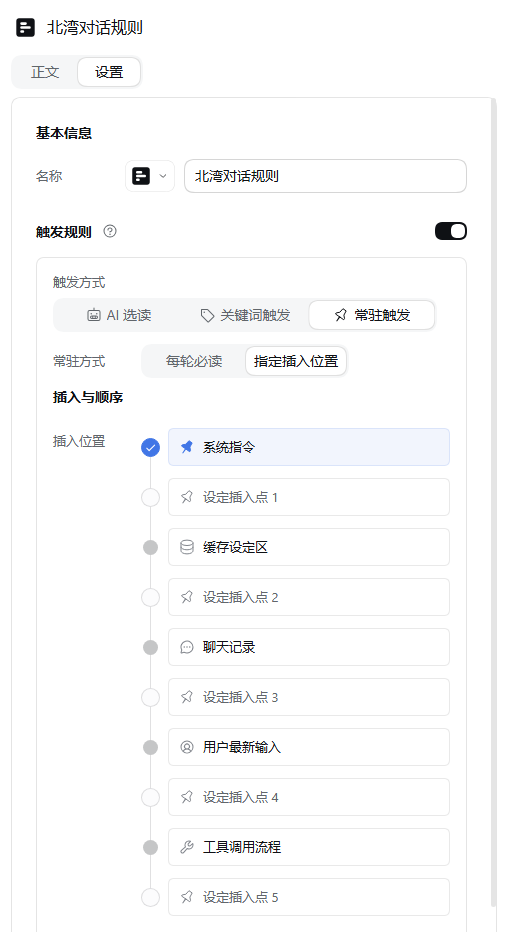 北湾对话规则
正文 设置
基本信息
名称 北湾对话规则
触发规则
触发方式
AI 选读 关键词触发 常驻触发
常驻方式 每轮必读 指定插入位置
插入与顺序
插入位置 系统指令
设定插入点 1
缓存设定区
设定插入点 2
聊天记录
设定插入点 3
用户最新输入
设定插入点 4
工具调用流程
设定插入点 5